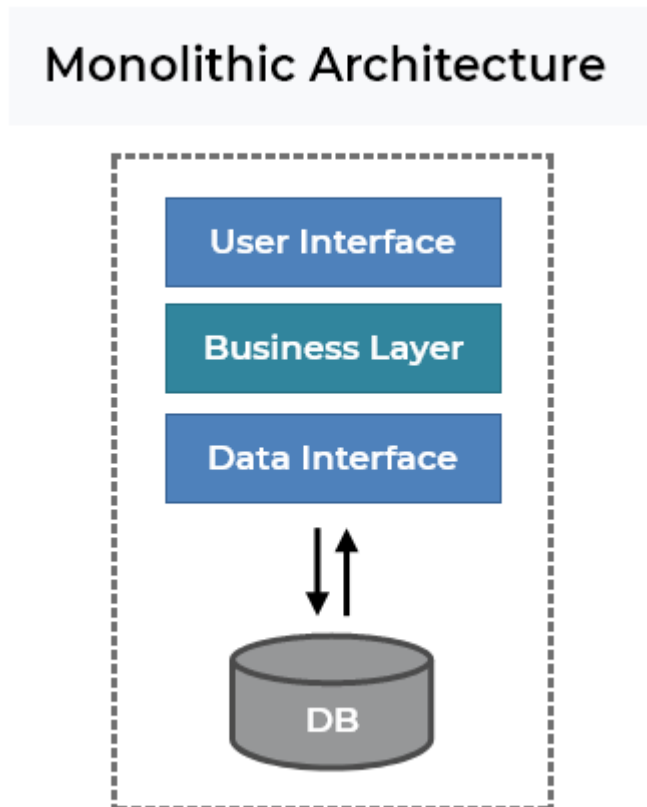 Monolithic Architecture
User Interface
Business Layer
Data Interface
DB